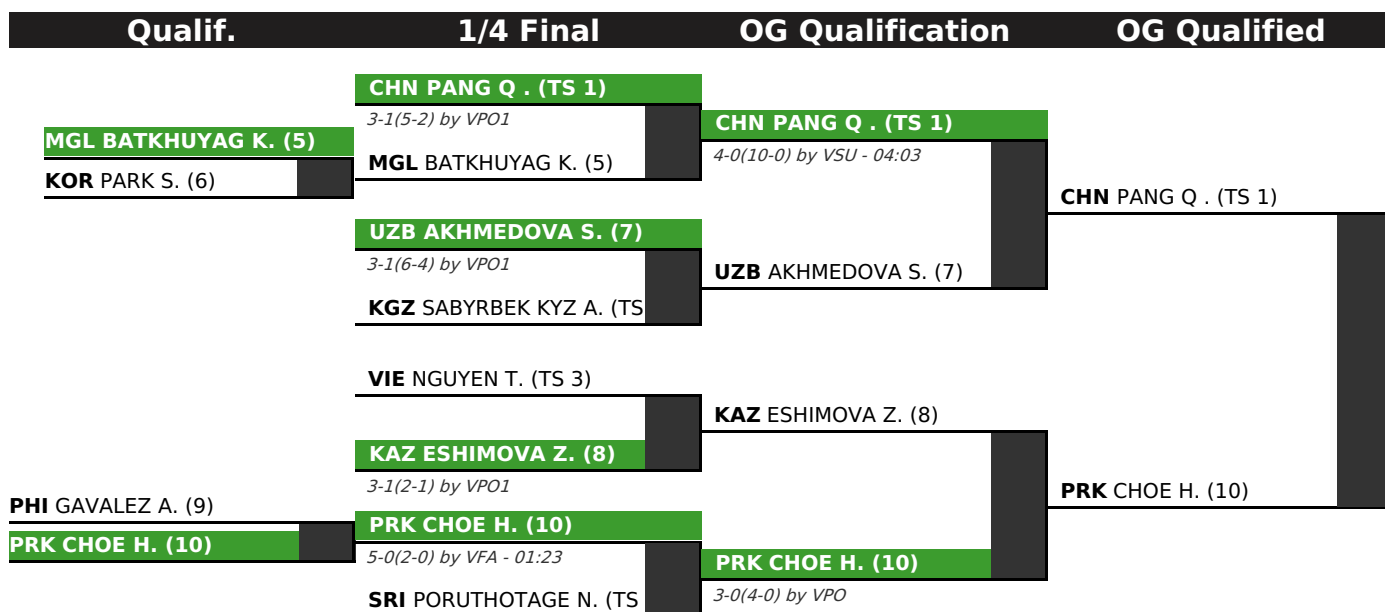 Qualif.
1/4 Final
OG Qualification
OG Qualified
MGL BATKHUYAG K. (5)
KOR PARK S. (6)
PHI GAVALEZ A. (9)
PRK CHOE H. (10)
CHN PANG Q . (TS 1)
3-1(5-2) by VPO1
MGL BATKHUYAG K. (5)
UZB AKHMEDOVA S. (7)
3-1(6-4) by VPO1
KGZ SABYRBEK KYZ A. (TS
VIE NGUYEN T. (TS 3)
KAZ ESHIMOVA Z. (8)
3-1(2-1) by VPO1
PRK CHOE H. (10)
5-0(2-0) by VFA - 01:23
SRI PORUTHOTAGE N. (TS
CHN PANG Q . (TS 1)
4-0(10-0) by VSU - 04:03
UZB AKHMEDOVA S. (7)
KAZ ESHIMOVA Z. (8)
PRK CHOE H. (10)
3-0(4-0) by VPO
CHN PANG Q . (TS 1)
PRK CHOE H. (10)